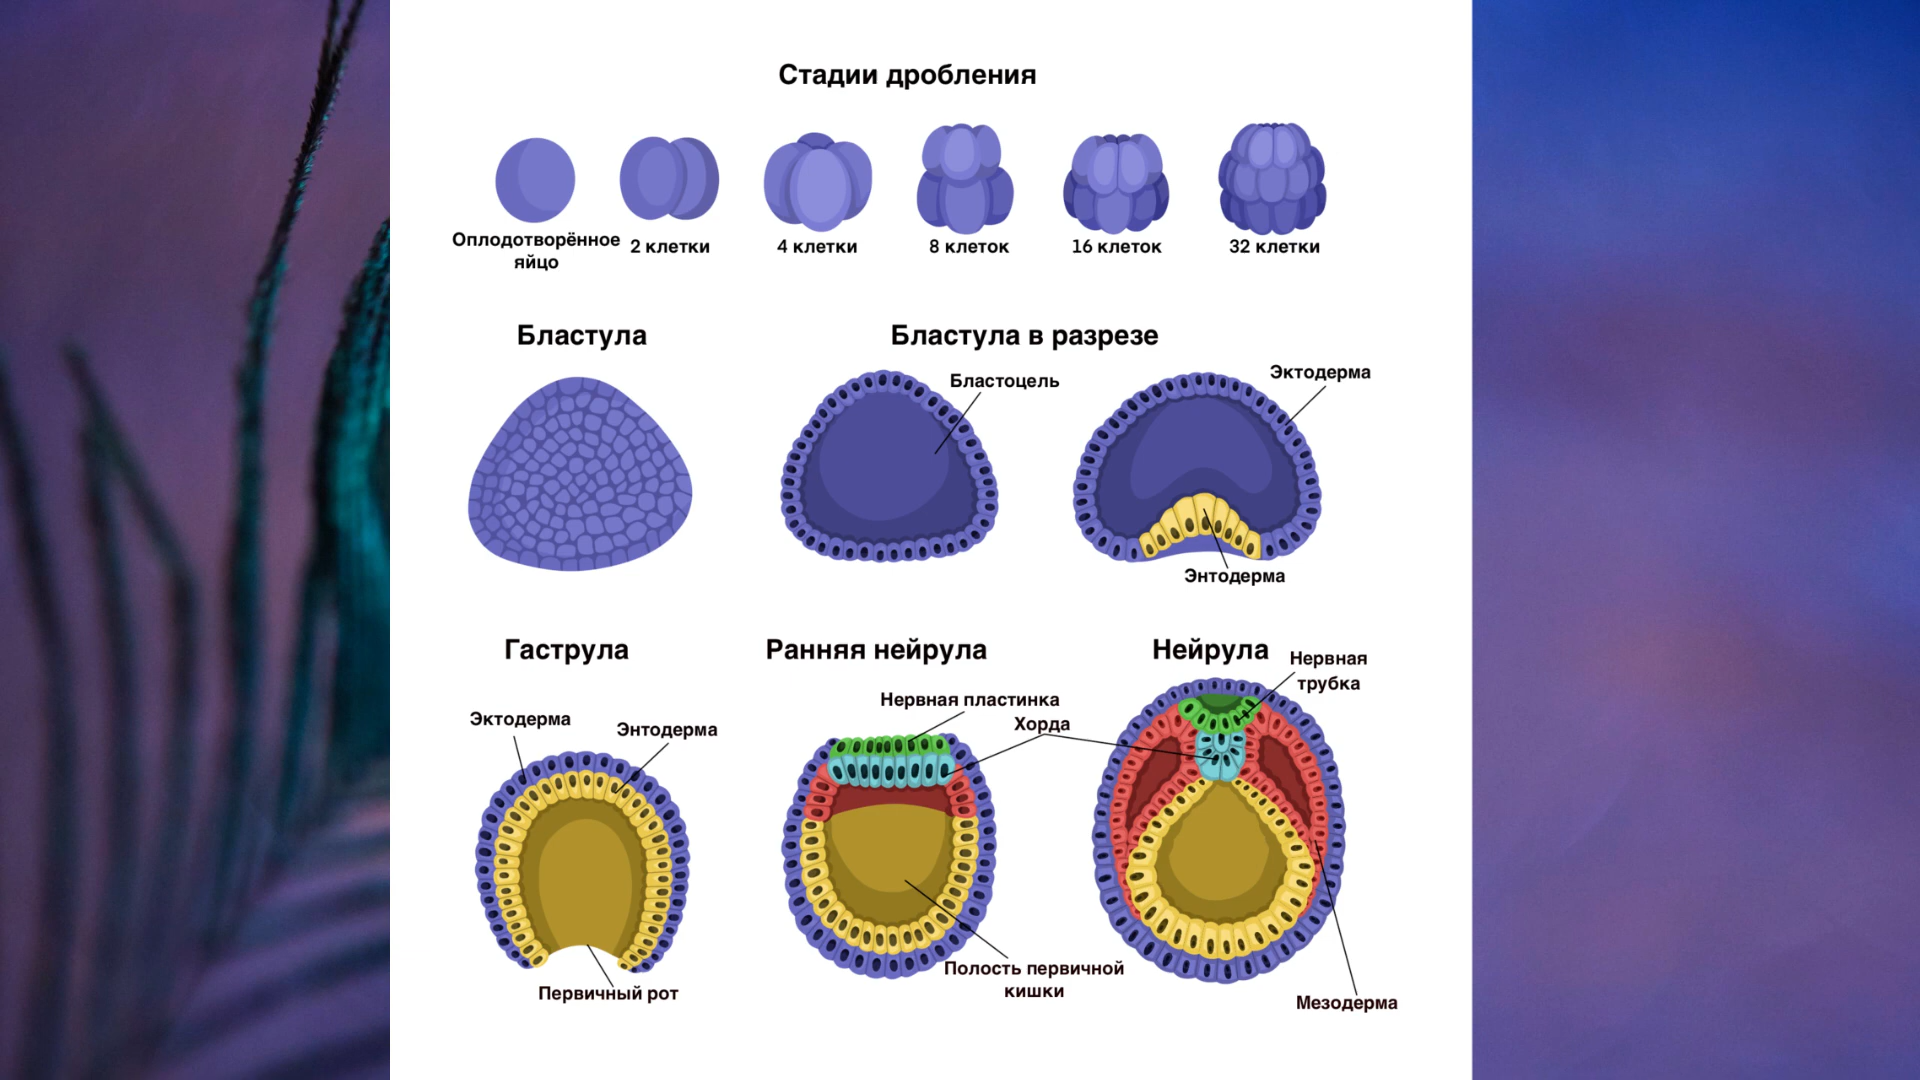 Стадии дробления
Оплодотворённое
яйцо
2 клетки
4 клетки
8 клеток
16 клеток
32 клетки
Бластула
Бластула в разрезе
Бластоцель
Эктодерма
Энтодерма
Гаструла
Ранняя нейрула
Нейрула
Нервная
трубка
Нервная пластинка
Хорда
Эктодерма
Энтодерма
Первичный рот
Полость первичной
кишки
Мезодерма